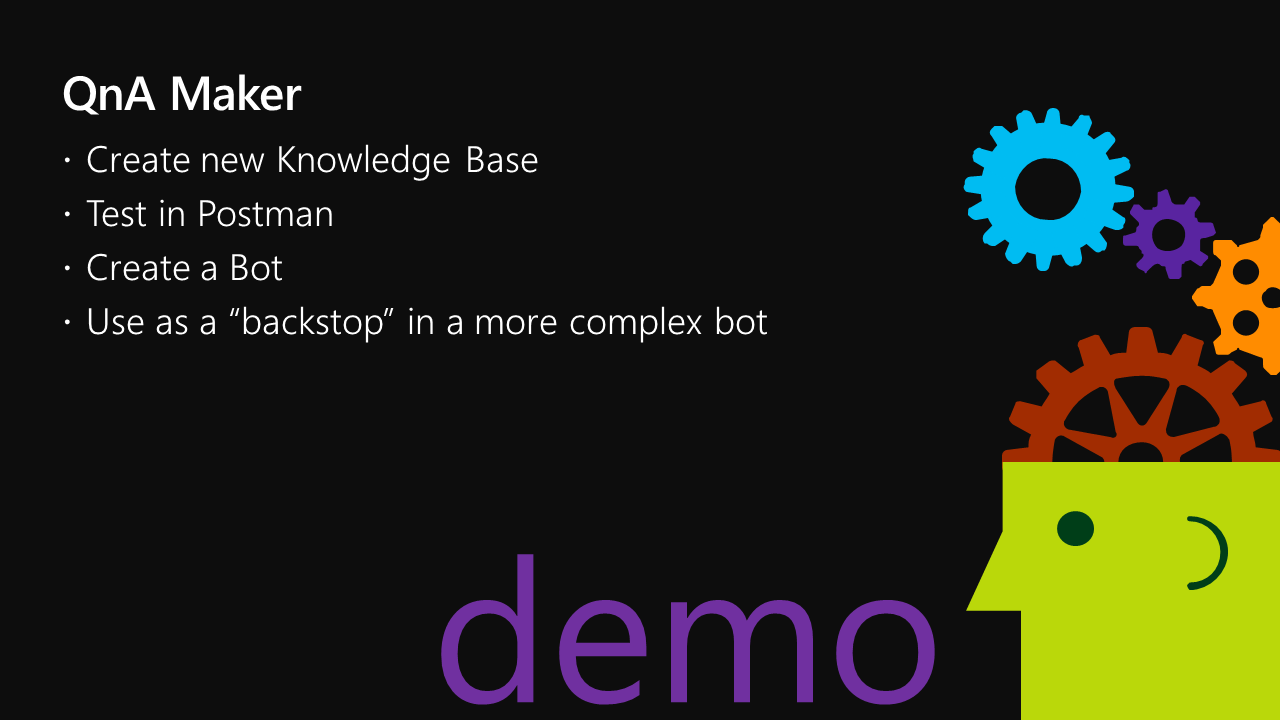 QnA Maker
· Create new Knowledge Base
· Test in Postman
· Create a Bot
· Use as a “backstop” in a more complex bot
demo